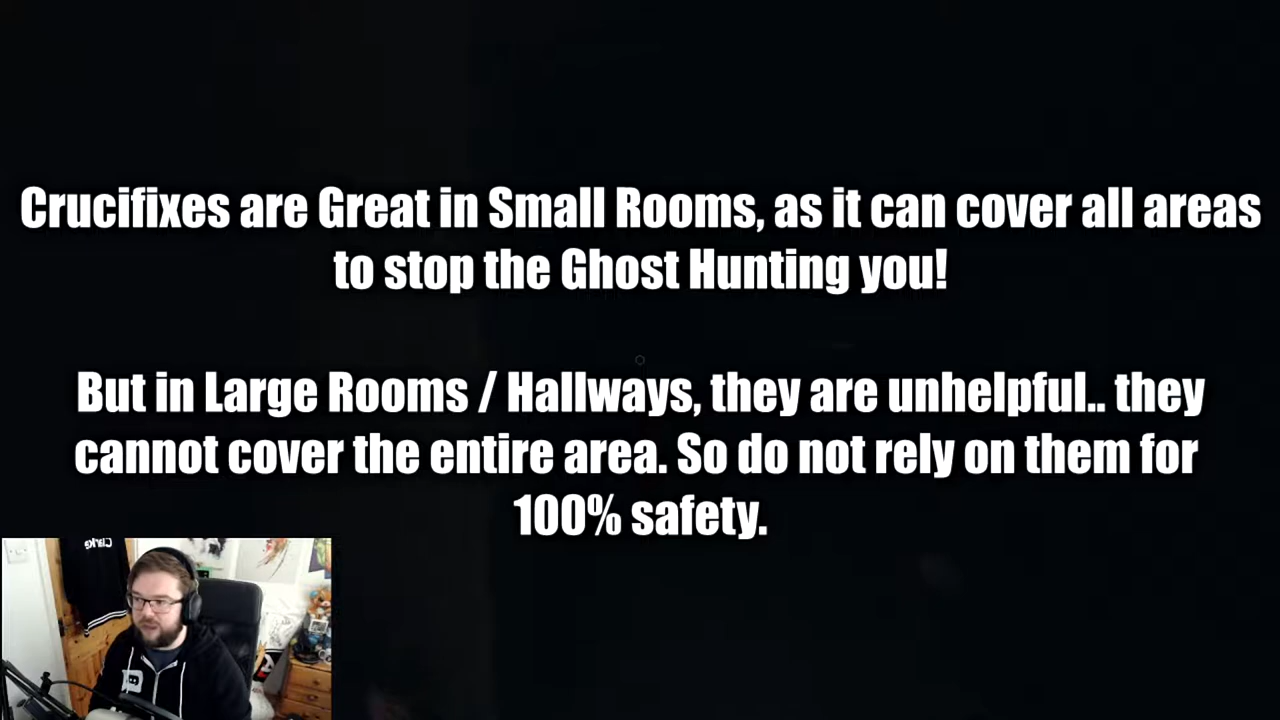 Crucifixes are Great in Small Rooms, as it can cover all areas
to stop the Ghost Hunting you!
But in Large Rooms / Hallways, they are unhelpful.. they
cannot cover the entire area. So do not rely on them for
100% safety.
Clarke